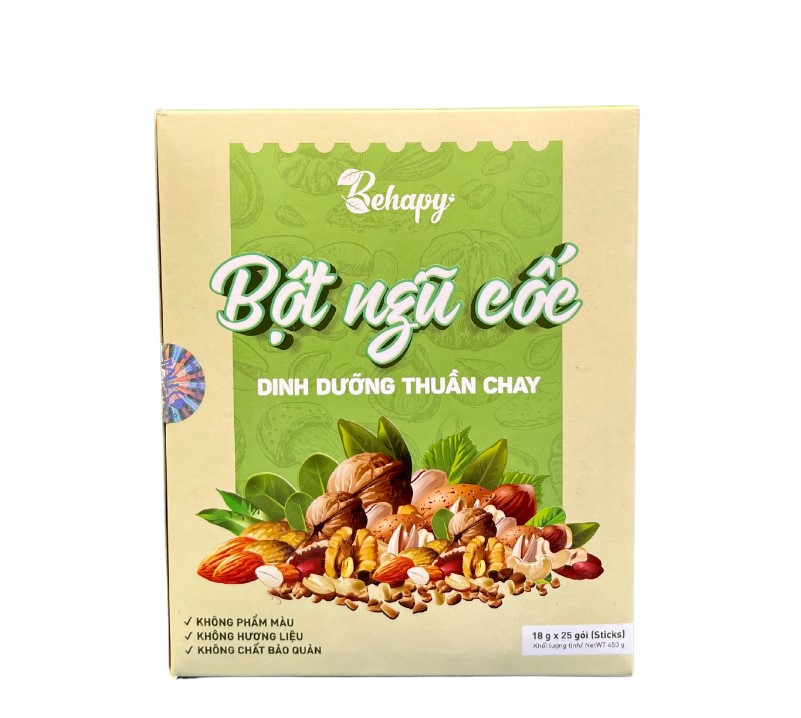 Behapy
Bột ngũ cốc
DINH DƯỠNG THUẦN CHAY
✓ KHÔNG PHẨM MÀU
✓ KHÔNG HƯƠNG LIỆU
✓ KHÔNG CHẤT BẢO QUẢN
18 g x 25 gói (Sticks)
Khối lượng tịnh/ NetWT 450 g